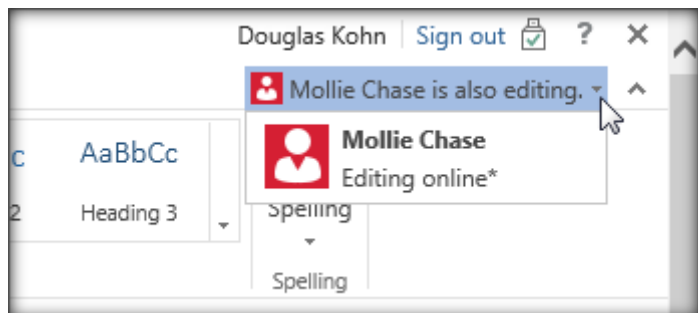 Douglas Kohn Sign out ?
Mollie Chase is also editing.
Mollie Chase
Editing online*
C AaBbCc
2 Heading 3
Spelling
Spelling